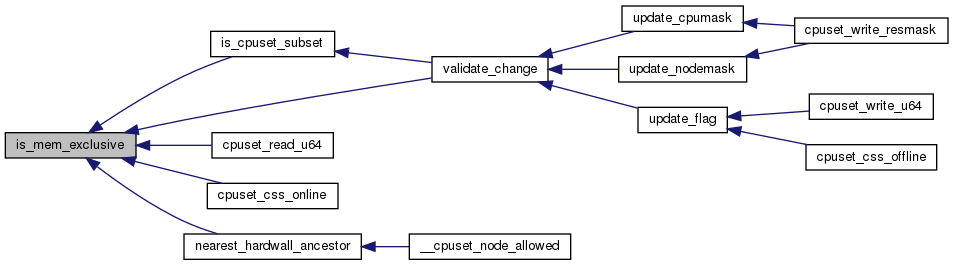 update_cpumask
cpuset_write_resmask
is_cpuset_subset
validate_change
update_nodemask
cpuset_write_u64
update_flag
is_mem_exclusive
cpuset_read_u64
cpuset_css_offline
cpuset_css_online
nearest_hardwall_ancestor
__cpuset_node_allowed